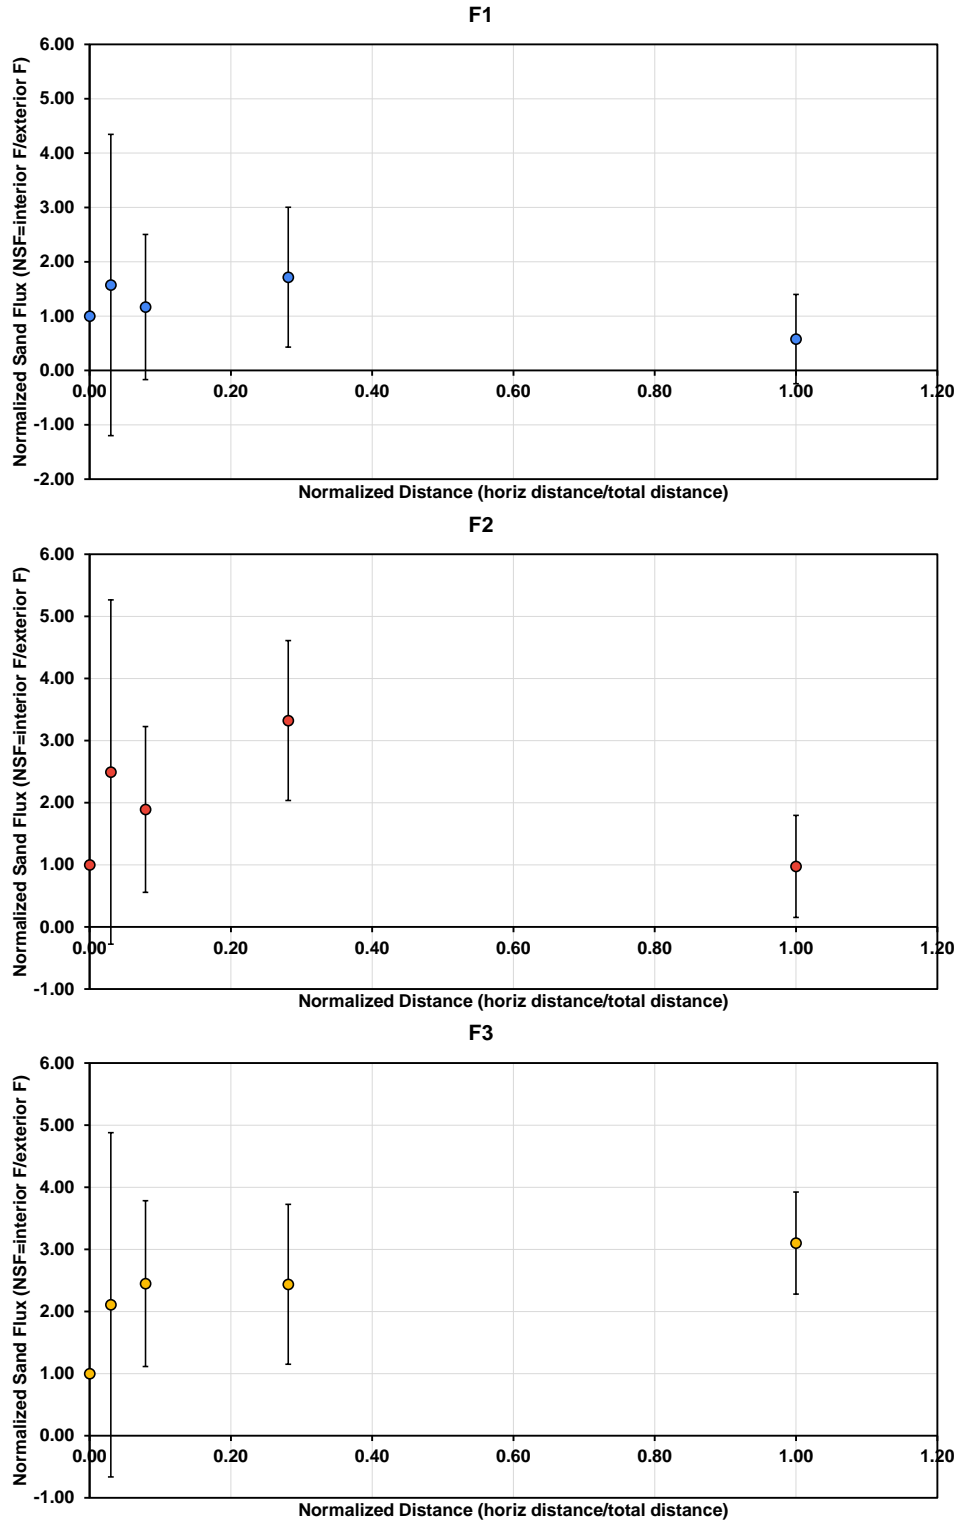 F1
Normalized Sand Flux (NSF=interior F/exterior F)
6.00
5.00
4.00
3.00
2.00
1.00
0.00
-1.00
-2.00
0.00 0.20 0.40 0.60 0.80 1.00 1.20
Normalized Distance (horiz distance/total distance)
F2
Normalized Sand Flux (NSF=interior F/exterior F)
6.00
5.00
4.00
3.00
2.00
1.00
0.00
-1.00
0.00 0.20 0.40 0.60 0.80 1.00 1.20
Normalized Distance (horiz distance/total distance)
F3
Normalized Sand Flux (NSF=interior F/exterior F)
6.00
5.00
4.00
3.00
2.00
1.00
0.00
-1.00
0.00 0.20 0.40 0.60 0.80 1.00 1.20
Normalized Distance (horiz distance/total distance)